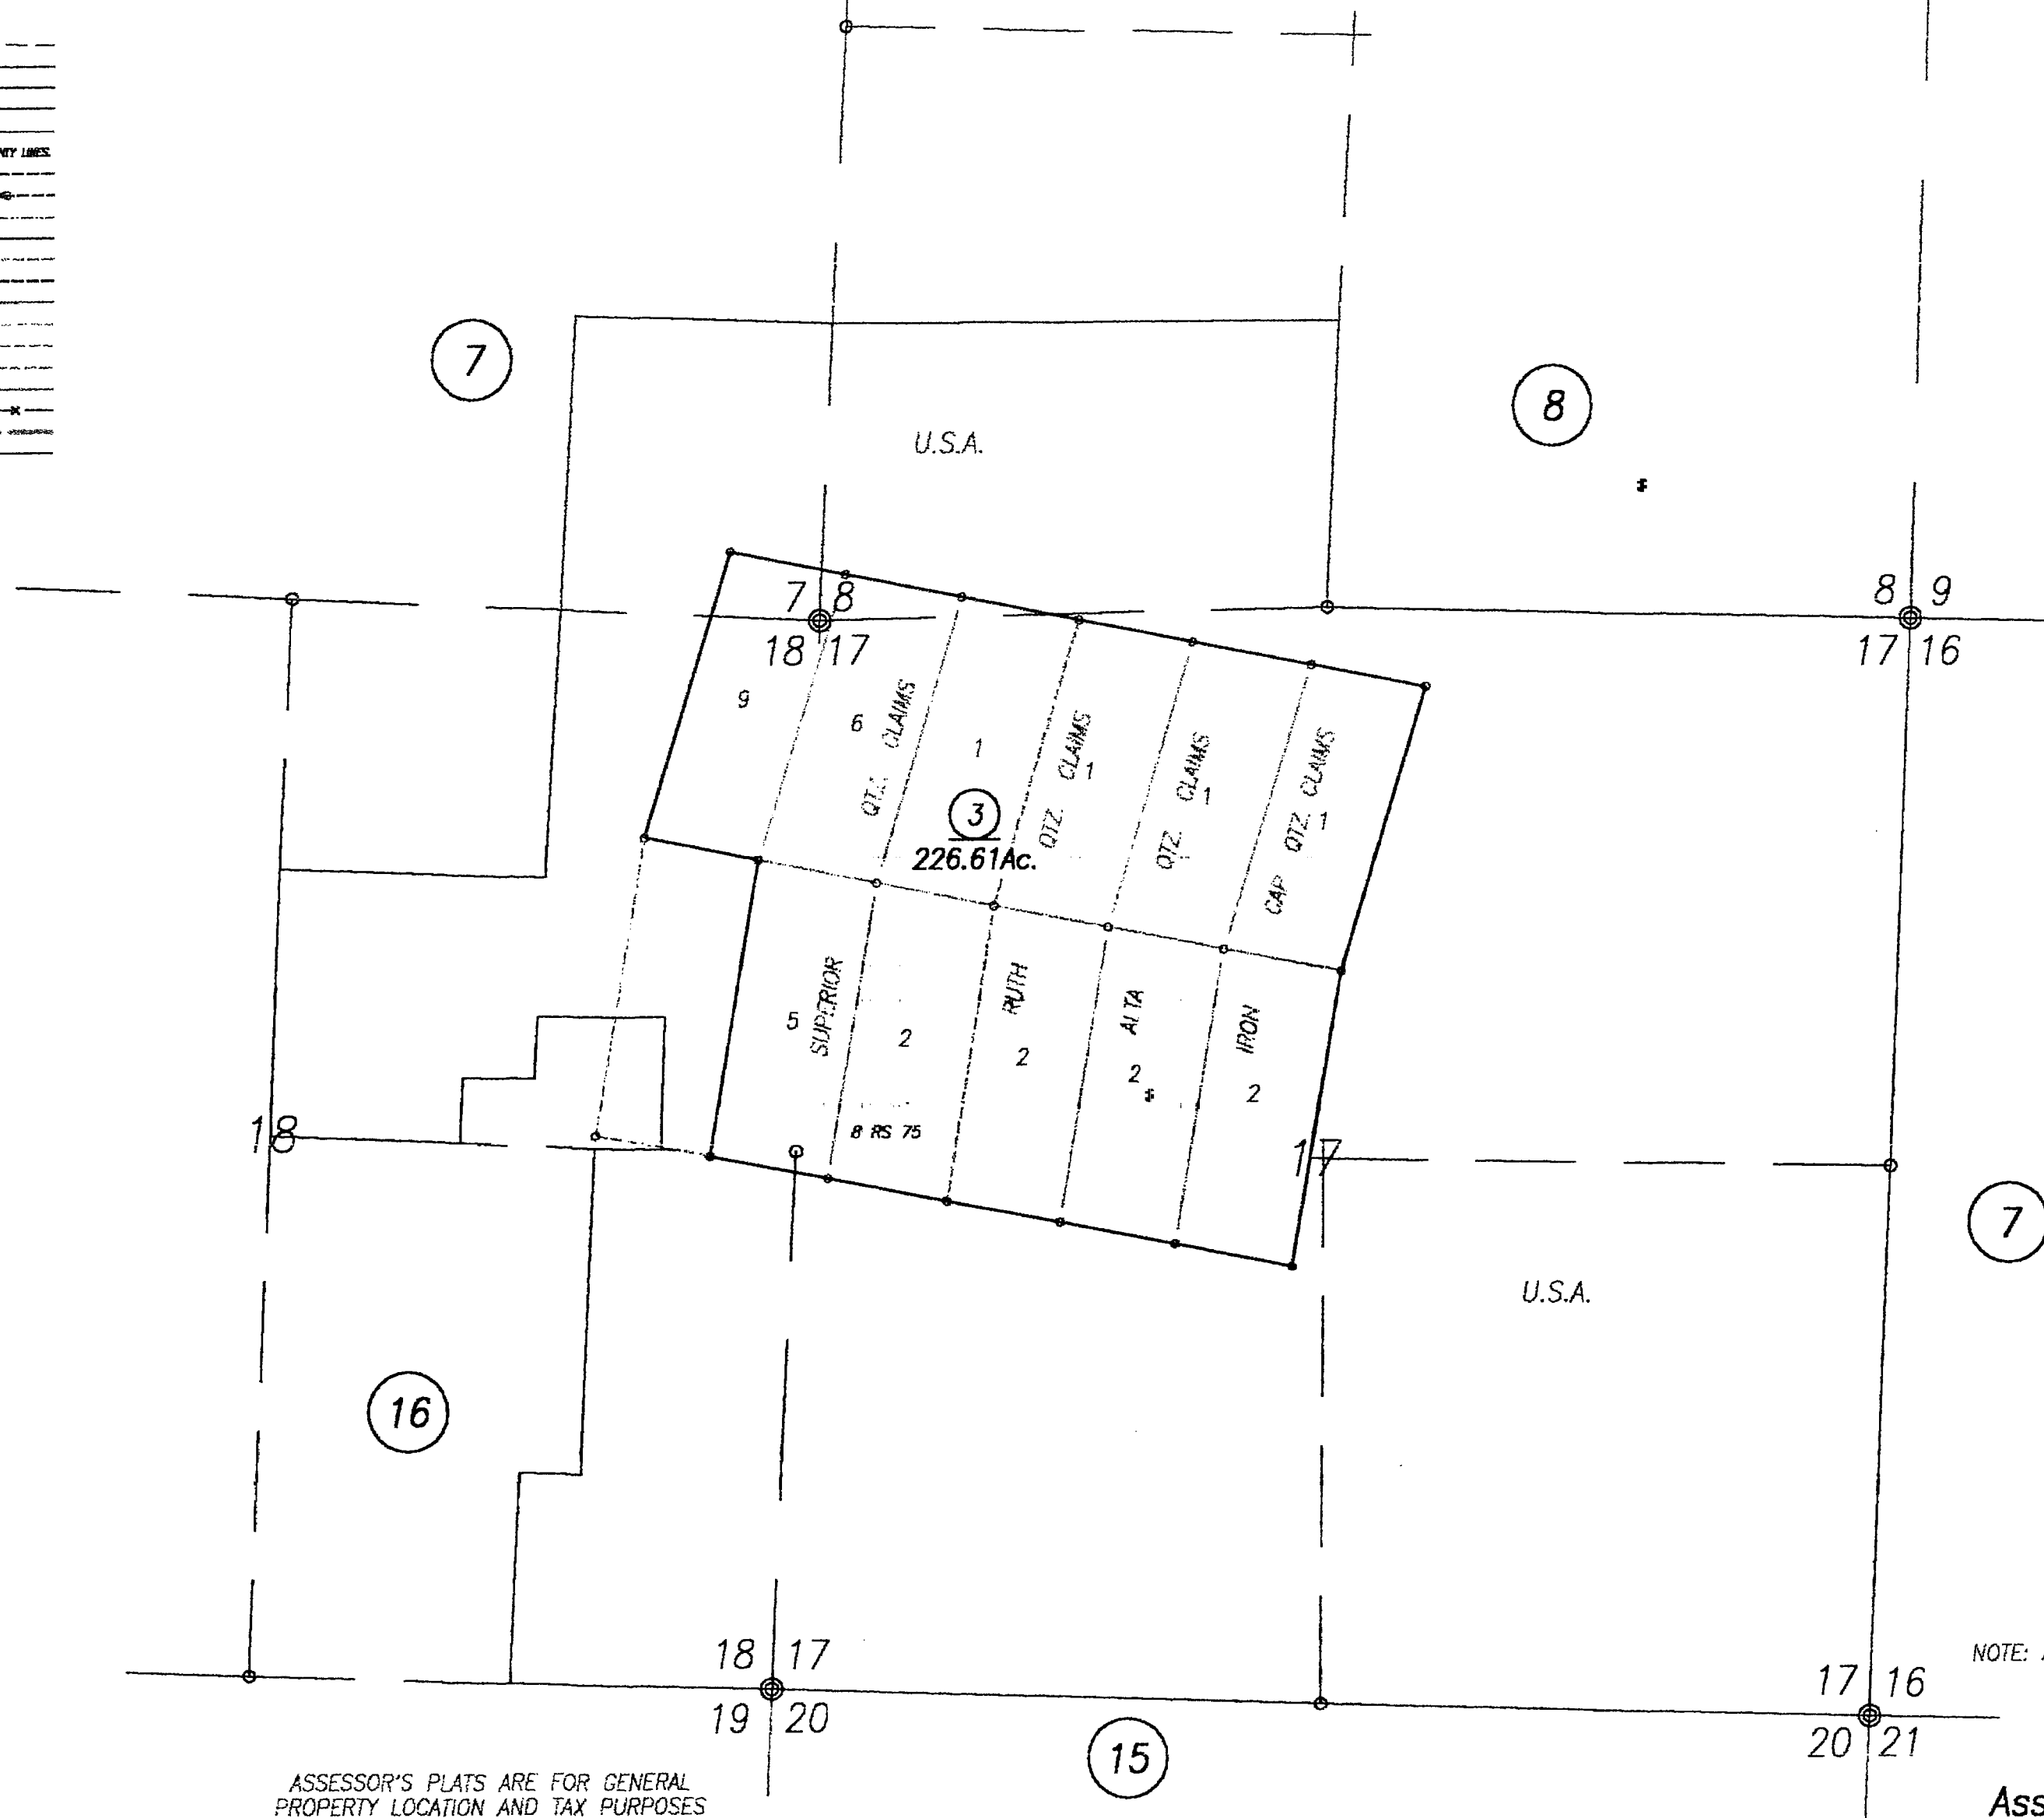 7
8
U.S.A.
7 8
18 17
8 9
17 16
9
6
QTZ. CLAIMS
1
QTZ. CLAIMS
1
QTZ. CLAIMS
1
CAP QTZ. CLAIMS
1
3
226.61Ac.
5
SUPERIOR
2
RUTH
2
ALTA
2
IRON
2
8 RS 75
18
17
7
U.S.A.
16
18 17
19 20
NOTE:
17 16
20 21
15
ASSESSOR'S PLATS ARE FOR GENERAL
PROPERTY LOCATION AND TAX PURPOSES
Ass